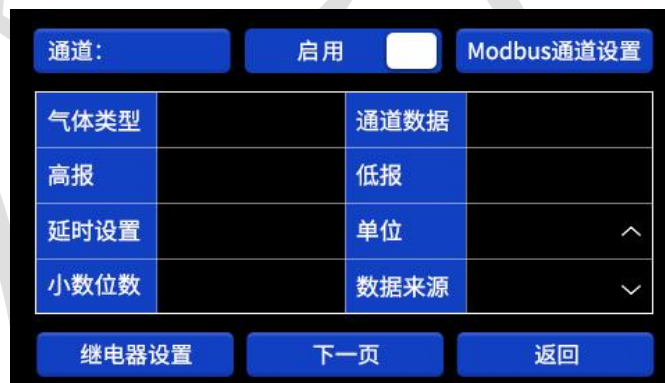 通道： 启用 Modbus通道设置
气体类型 通道数据
高报 低报
延时设置 单位
小数位数 数据来源
继电器设置 下一页 返回